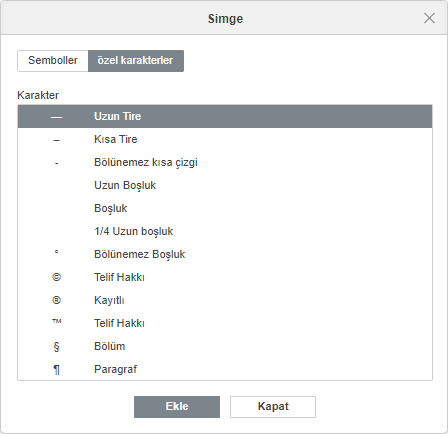 Simge
Semboller özel karakterler
Karakter
— Uzun Tire
– Kısa Tire
- Bölünemez kısa çizgi
Uzun Boşluk
Boşluk
1/4 Uzun boşluk
° Bölünemez Boşluk
© Telif Hakkı
® Kayıtlı
™ Telif Hakkı
§ Bölüm
¶ Paragraf
Ekle Kapat